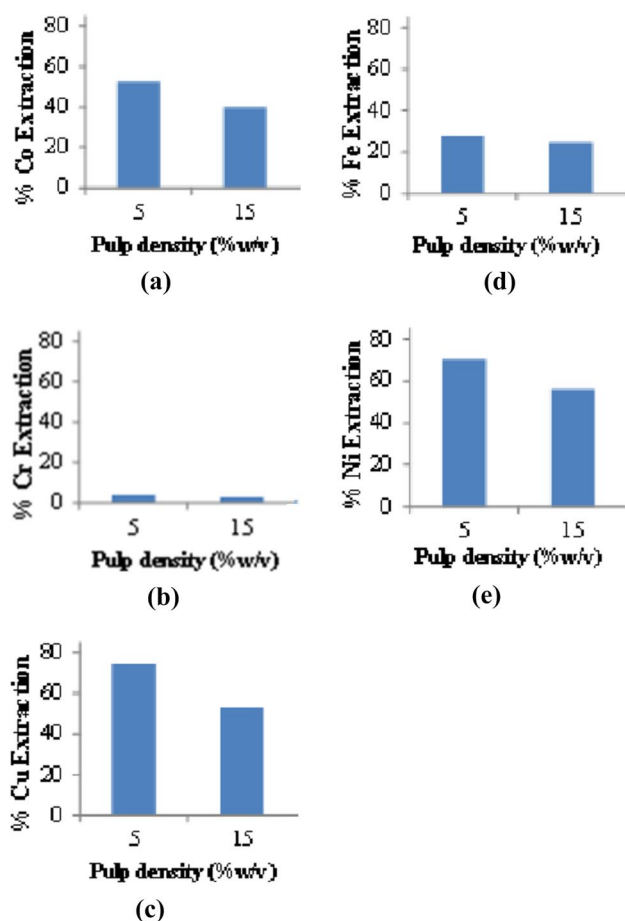 % Co Extraction
80
60
40
20
0
5 15
Pulp density (%w/v)
(a)
% Cr Extraction
80
60
40
20
0
5 15
Pulp density (%w/v)
(b)
% Cu Extraction
80
60
40
20
0
5 15
Pulp density (%w/v)
(c)
% Fe Extraction
80
60
40
20
0
5 15
Pulp density (%w/v)
(d)
% Ni Extraction
80
60
40
20
0
5 15
Pulp density (%w/v)
(e)